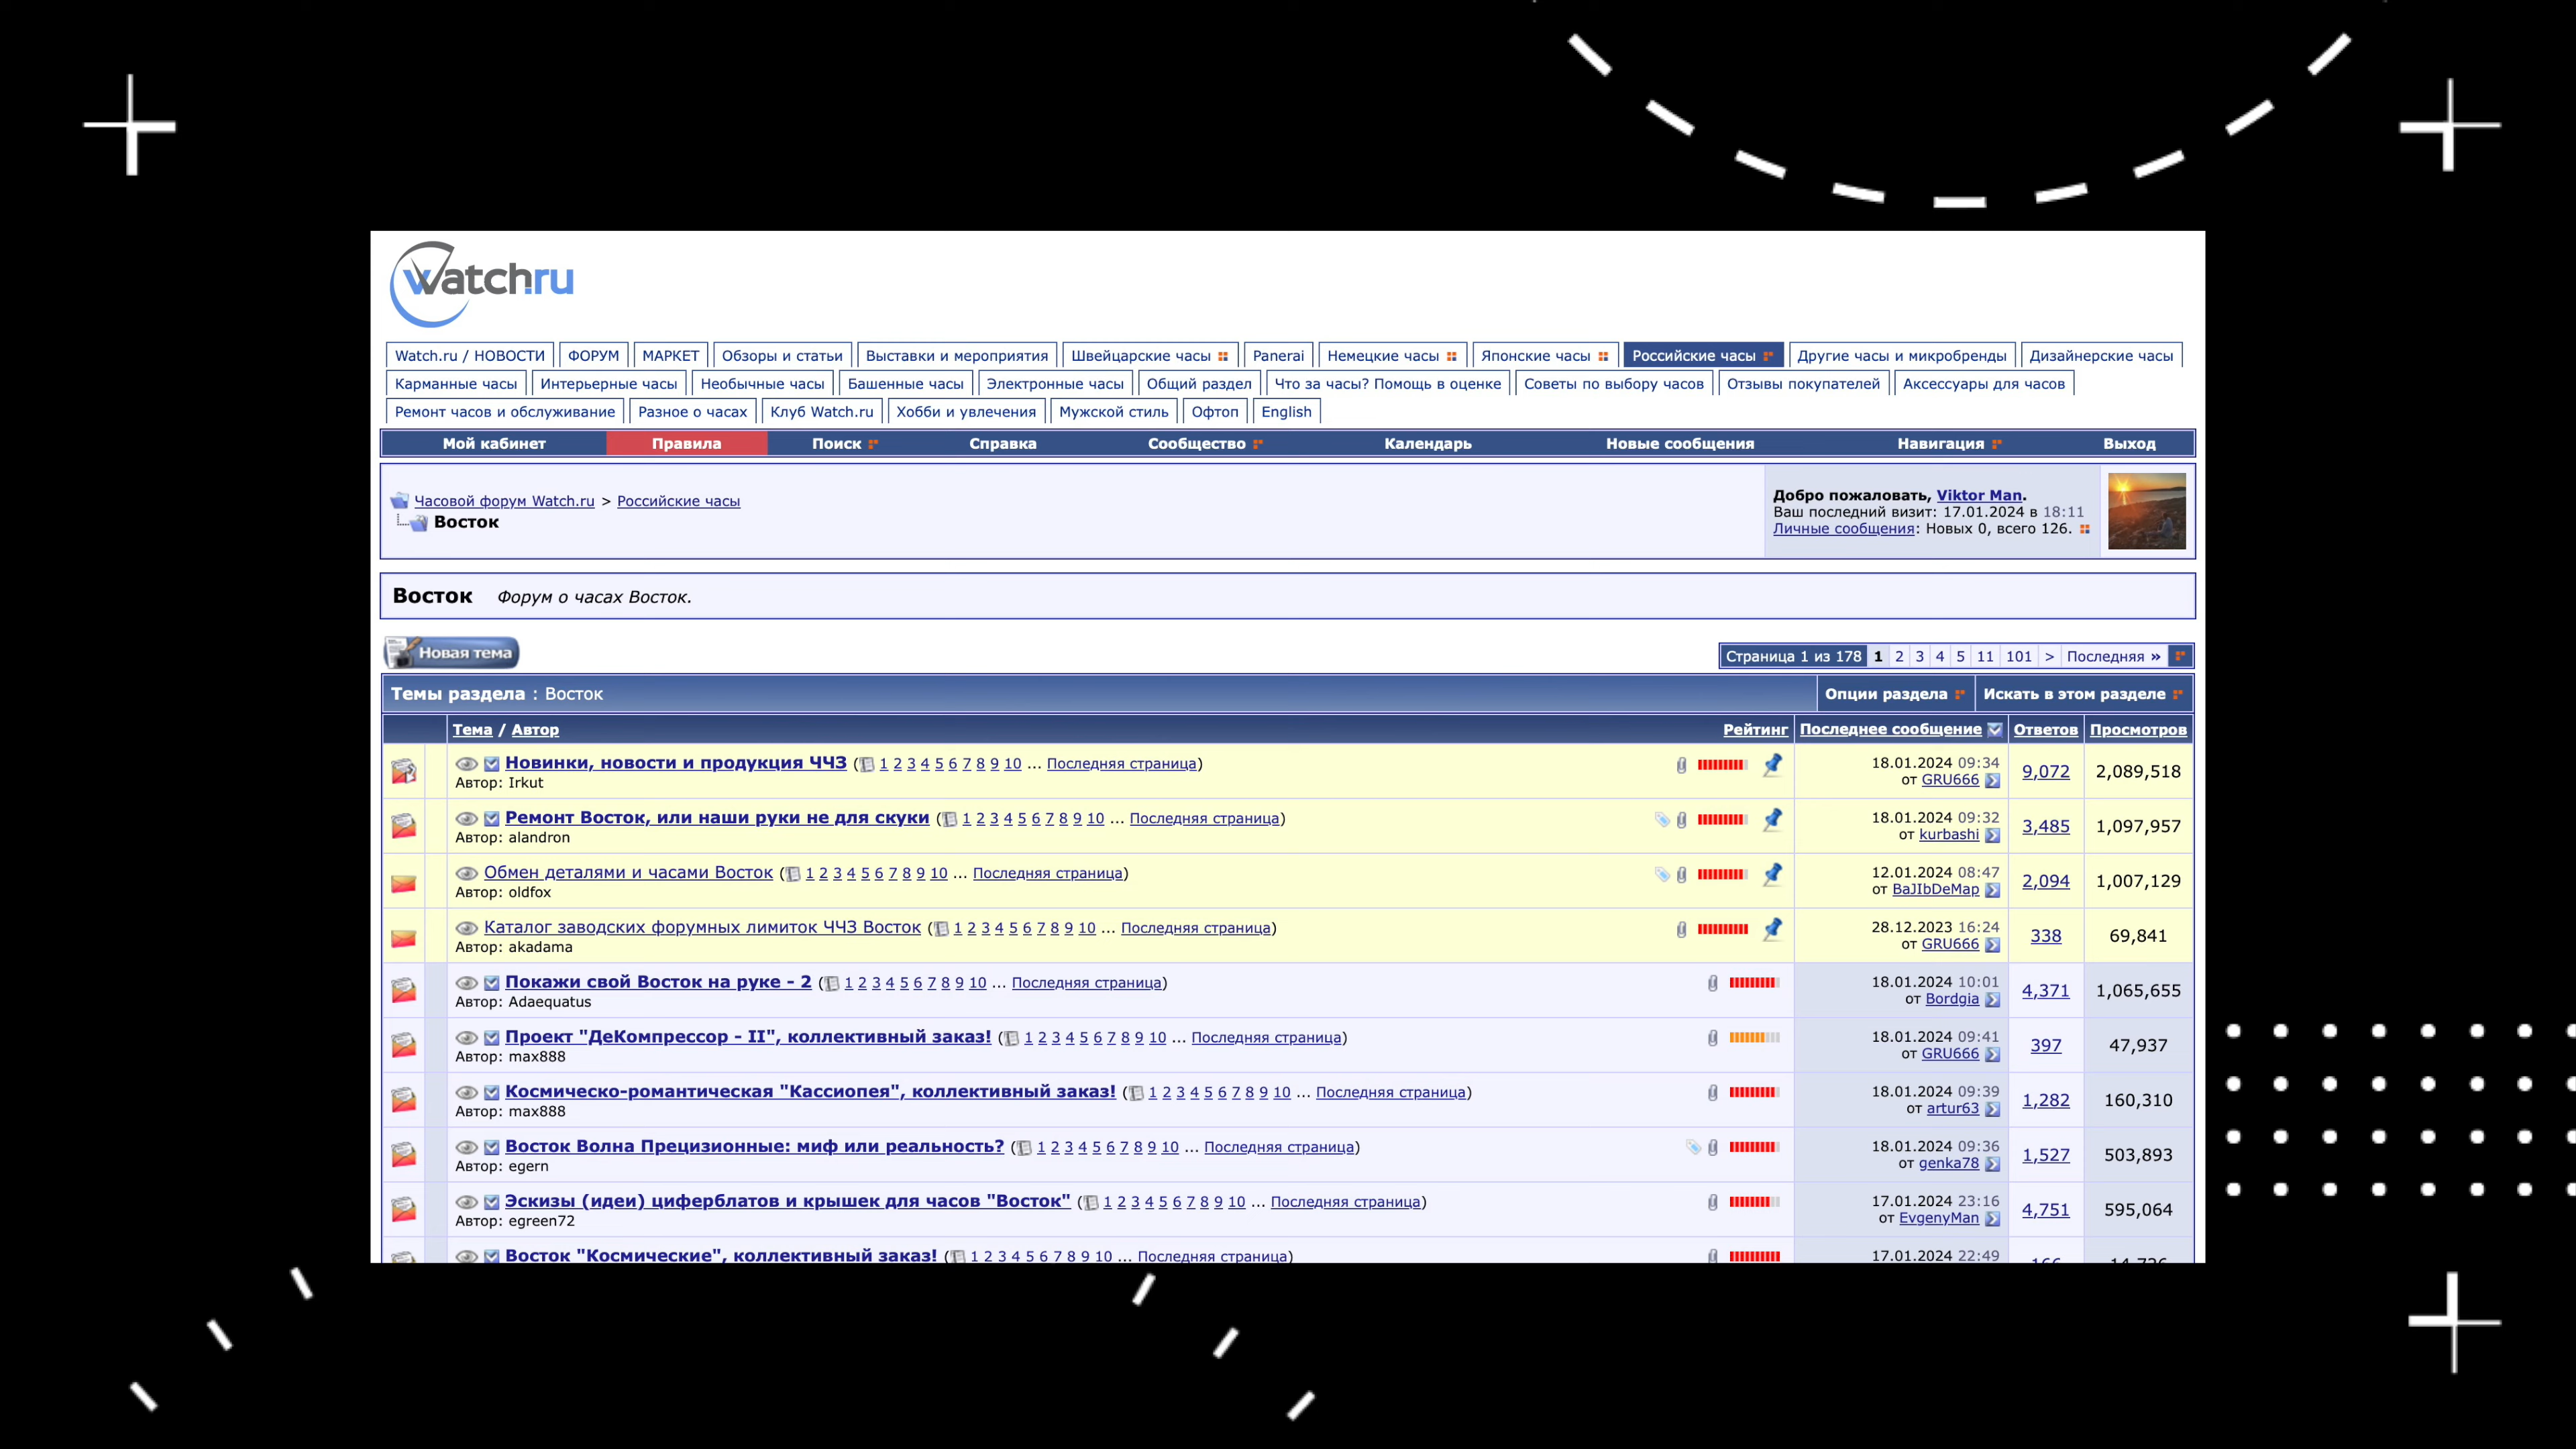 watch.ru
Watch.ru / НОВОСТИ ФОРУМ МАРКЕТ Обзоры и статьи Выставки и мероприятия Швейцарские часы Panerai Немецкие часы Японские часы Российские часы Другие часы и микробренды Дизайнерские часы
Карманные часы Интерьерные часы Необычные часы Башенные часы Электронные часы Общий раздел Что за часы? Помощь в оценке Советы по выбору часов Отзывы покупателей Аксессуары для часов
Ремонт часов и обслуживание Разное о часах Клуб Watch.ru Хобби и увлечения Мужской стиль Офтоп English
Мой кабинет Правила Поиск Справка Сообщество Календарь Новые сообщения Навигация Выход
Часовой форум Watch.ru > Российские часы
Восток
Добро пожаловать, Viktor Man.
Ваш последний визит: 17.01.2024 в 18:11
Личные сообщения: Новых 0, всего 126.
Восток Форум о часах Восток.
Новая тема
Страница 1 из 178 1 2 3 4 5 11 101 > Последняя »
Темы раздела : Восток Опции раздела Искать в этом разделе
Тема / Автор Рейтинг Последнее сообщение Ответов Просмотров
Новинки, новости и продукция ЧЧЗ ( 1 2 3 4 5 6 7 8 9 10 ... Последняя страница)
Автор: Irkut
18.01.2024 09:34
от GRU666
9,072 2,089,518
Ремонт Восток, или наши руки не для скуки ( 1 2 3 4 5 6 7 8 9 10 ... Последняя страница)
Автор: alandron
18.01.2024 09:32
от kurbashi
3,485 1,097,957
Обмен деталями и часами Восток ( 1 2 3 4 5 6 7 8 9 10 ... Последняя страница)
Автор: oldfox
12.01.2024 08:47
от BaJIbDeMap
2,094 1,007,129
Каталог заводских форумных лимиток ЧЧЗ Восток ( 1 2 3 4 5 6 7 8 9 10 ... Последняя страница)
Автор: akadama
28.12.2023 16:24
от GRU666
338 69,841
Покажи свой Восток на руке - 2 ( 1 2 3 4 5 6 7 8 9 10 ... Последняя страница)
Автор: Adaequatus
18.01.2024 10:01
от Bordgia
4,371 1,065,655
Проект "ДеКомпрессор - II", коллективный заказ! ( 1 2 3 4 5 6 7 8 9 10 ... Последняя страница)
Автор: max888
18.01.2024 09:41
от GRU666
397 47,937
Космическо-романтическая "Кассиопея", коллективный заказ! ( 1 2 3 4 5 6 7 8 9 10 ... Последняя страница)
Автор: max888
18.01.2024 09:39
от artur63
1,282 160,310
Восток Волна Прецизионные: миф или реальность? ( 1 2 3 4 5 6 7 8 9 10 ... Последняя страница)
Автор: egern
18.01.2024 09:36
от genka78
1,527 503,893
Эскизы (идеи) циферблатов и крышек для часов "Восток" ( 1 2 3 4 5 6 7 8 9 10 ... Последняя страница)
Автор: egreen72
17.01.2024 23:16
от EvgenyMan
4,751 595,064
Восток "Космические", коллективный заказ! ( 1 2 3 4 5 6 7 8 9 10 ... Последняя страница)
17.01.2024 22:49